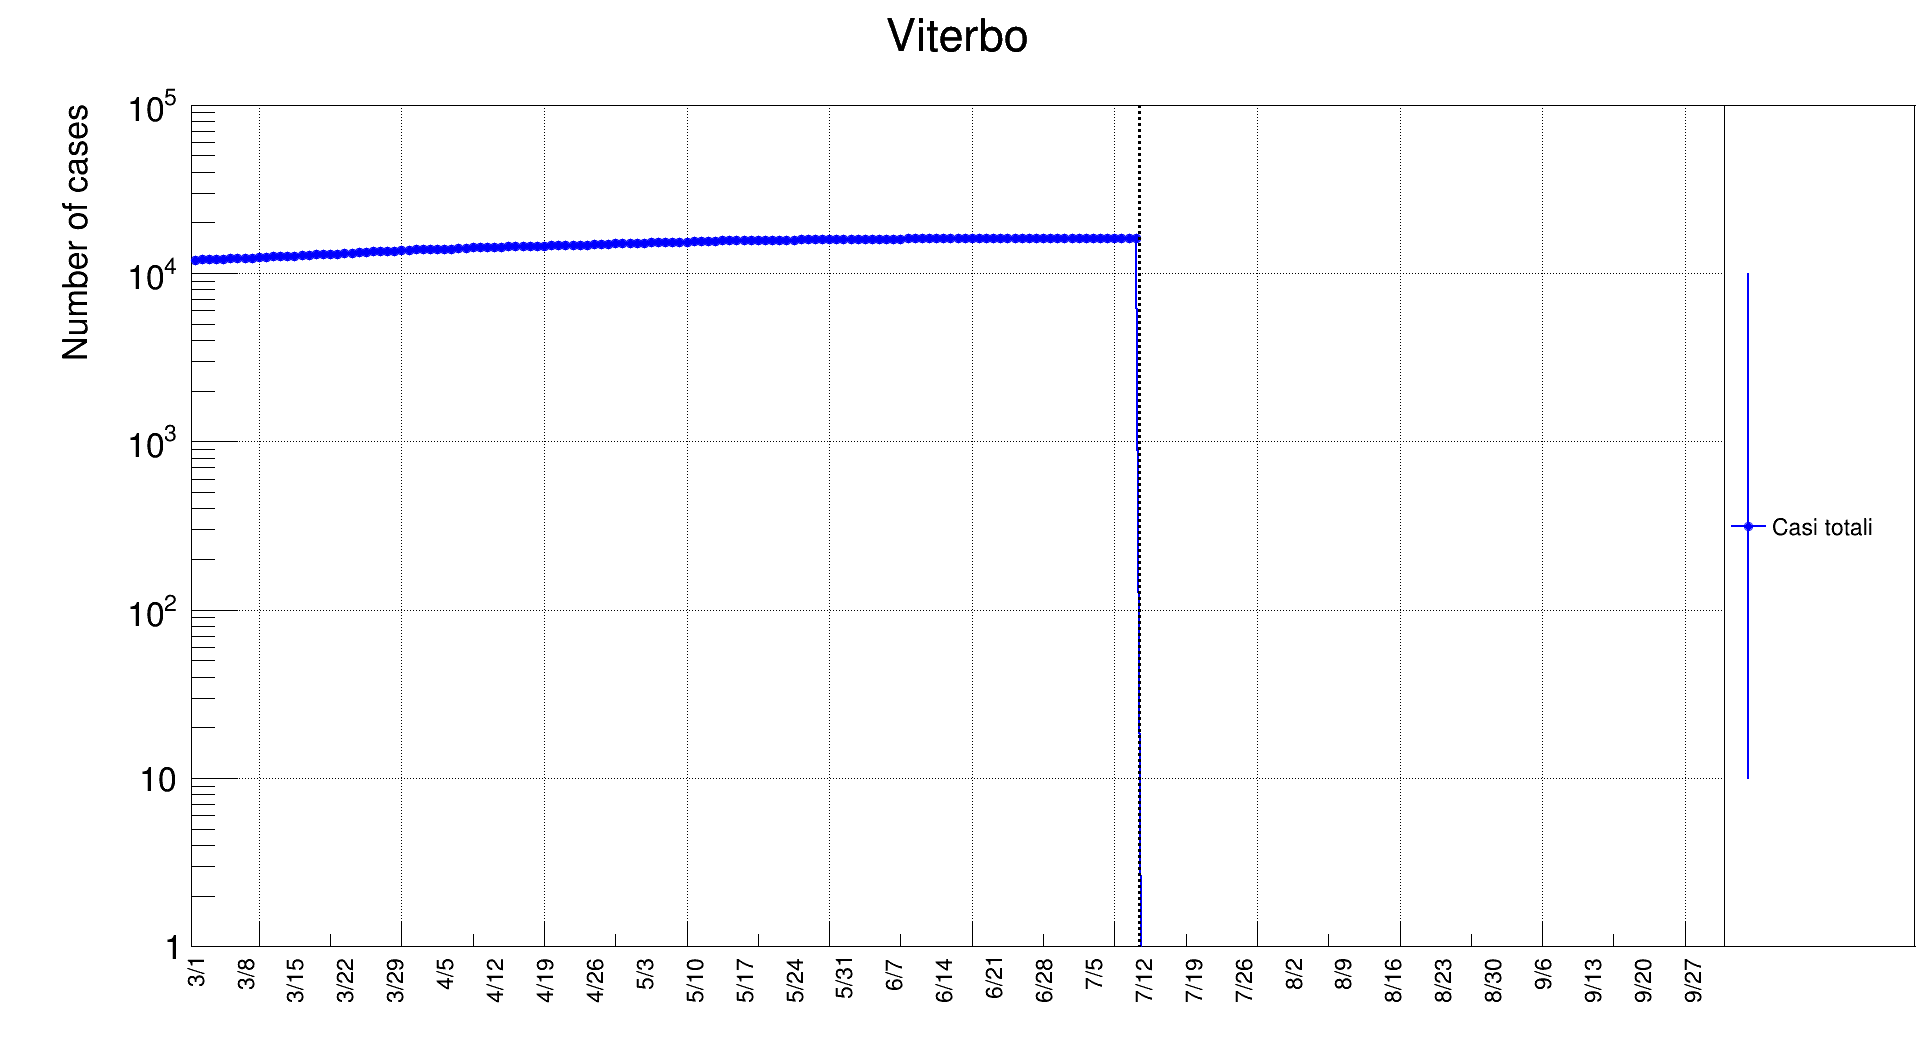 Viterbo
Number of cases
10^5
10^4
10^3
10^2
10
1
3/1 3/8 3/15 3/22 3/29 4/5 4/12 4/19 4/26 5/3 5/10 5/17 5/24 5/31 6/7 6/14 6/21 6/28 7/5 7/12 7/19 7/26 8/2 8/9 8/16 8/23 8/30 9/6 9/13 9/20 9/27
Casi totali